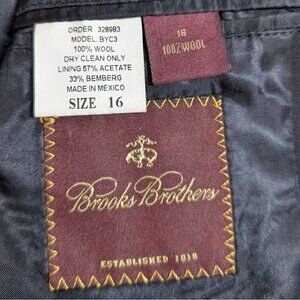 ORDER 328983
MODEL: BYC3
100% WOOL
DRY CLEAN ONLY
LINING 67% ACETATE
33% BEMBERG
MADE IN MEXICO
SIZE 16
16
100%WOOL
Brooks Brothers
ESTABLISHED 1818